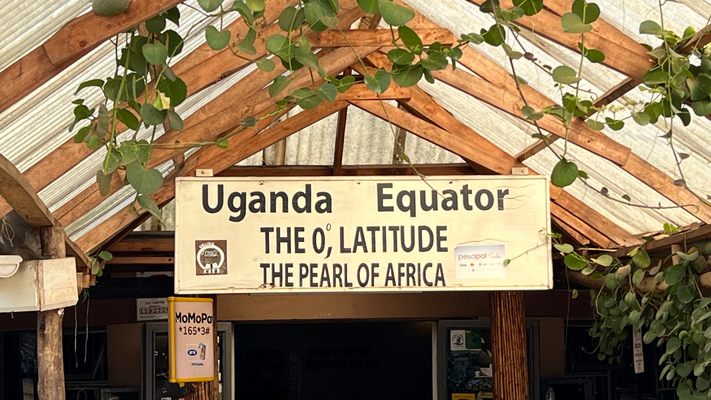 Uganda Equator
THE 0°, LATITUDE
THE PEARL OF AFRICA
pesapal
MoMoPay
*165*3#